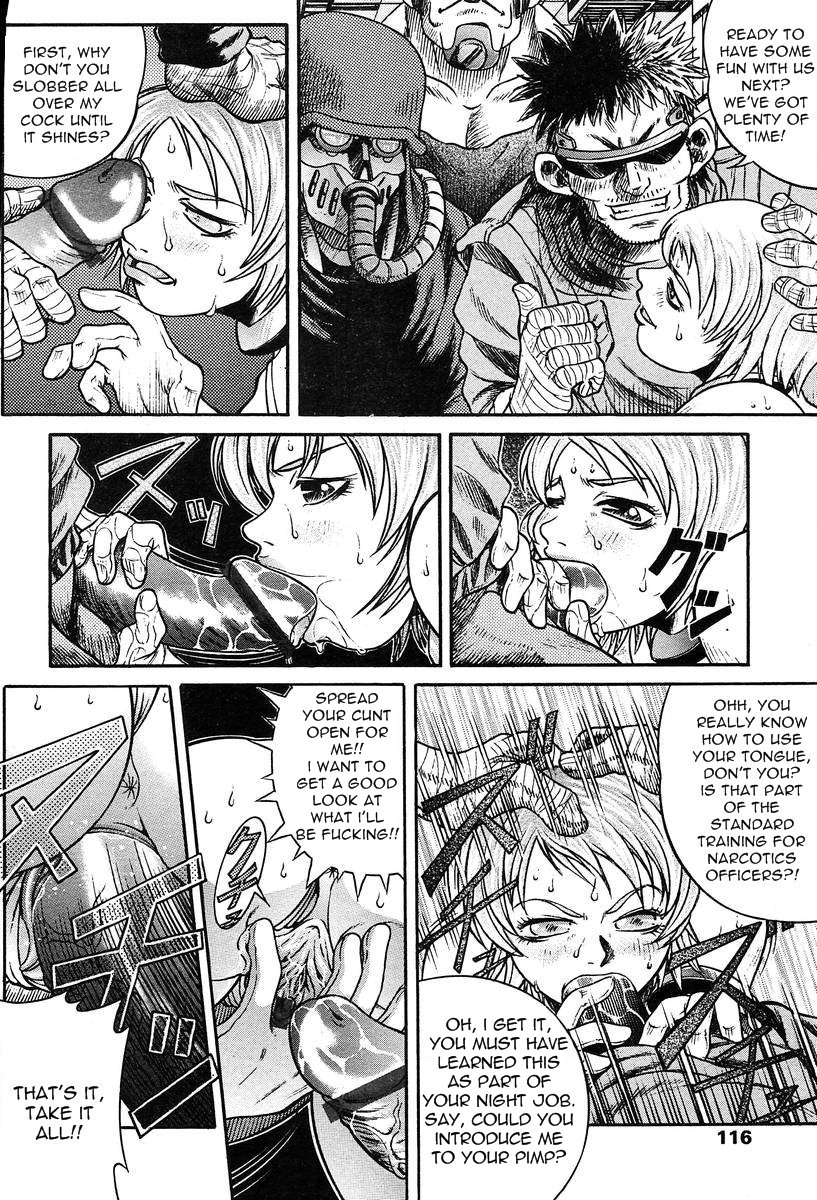 READY TO
HAVE SOME
FUN WITH US
NEXT?
WE'VE GOT
PLENTY OF
TIME!
FIRST, WHY
DON'T YOU
SLOBBER ALL
OVER MY
COCK UNTIL
IT SHINES?
グッ
ヌッ
OHH, YOU
REALLY KNOW
HOW TO USE
YOUR TONGUE,
DON'T YOU?
IS THAT PART
OF THE
STANDARD
TRAINING FOR
NARCOTICS
OFFICERS?!
OH, I GET IT,
YOU MUST HAVE
LEARNED THIS
AS PART OF
YOUR NIGHT JOB.
SAY, COULD YOU
INTRODUCE ME
TO YOUR PIMP?
SPREAD
YOUR CUNT
OPEN FOR
ME!!
I WANT TO
GET A GOOD
LOOK AT
WHAT I'LL
BE FUCKING!!
THAT'S IT,
TAKE IT
ALL!!
116